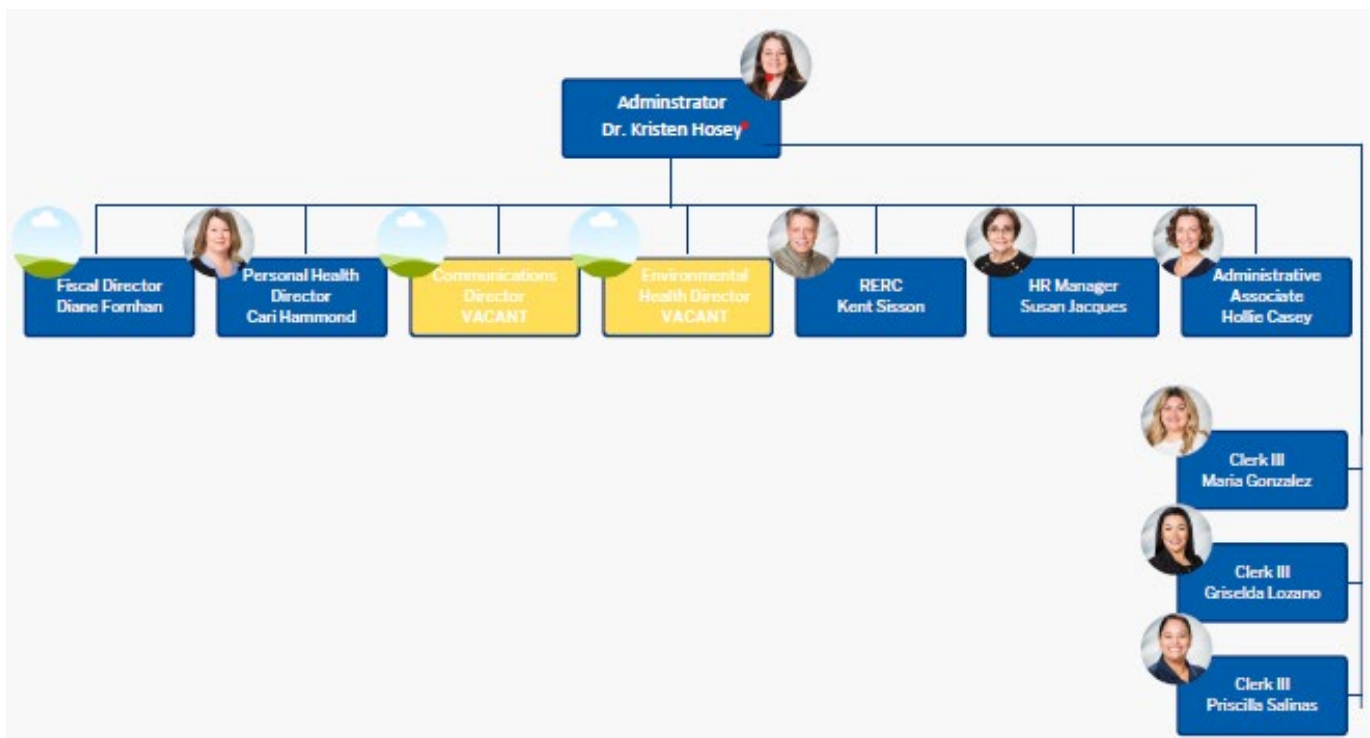 Adminstrator
Dr. Kristen Hosey
Fiscal Director
Diane Fornhan
Personal Health
Director
Cari Hammond
Communications
Director
VACANT
Environmental
Health Director
VACANT
RERC
Kent Sisson
HR Manager
Susan Jacques
Administrative
Associate
Hollie Casey
Clerk III
Maria Gonzalez
Clerk III
Griselda Lozano
Clerk III
Priscilla Salinas